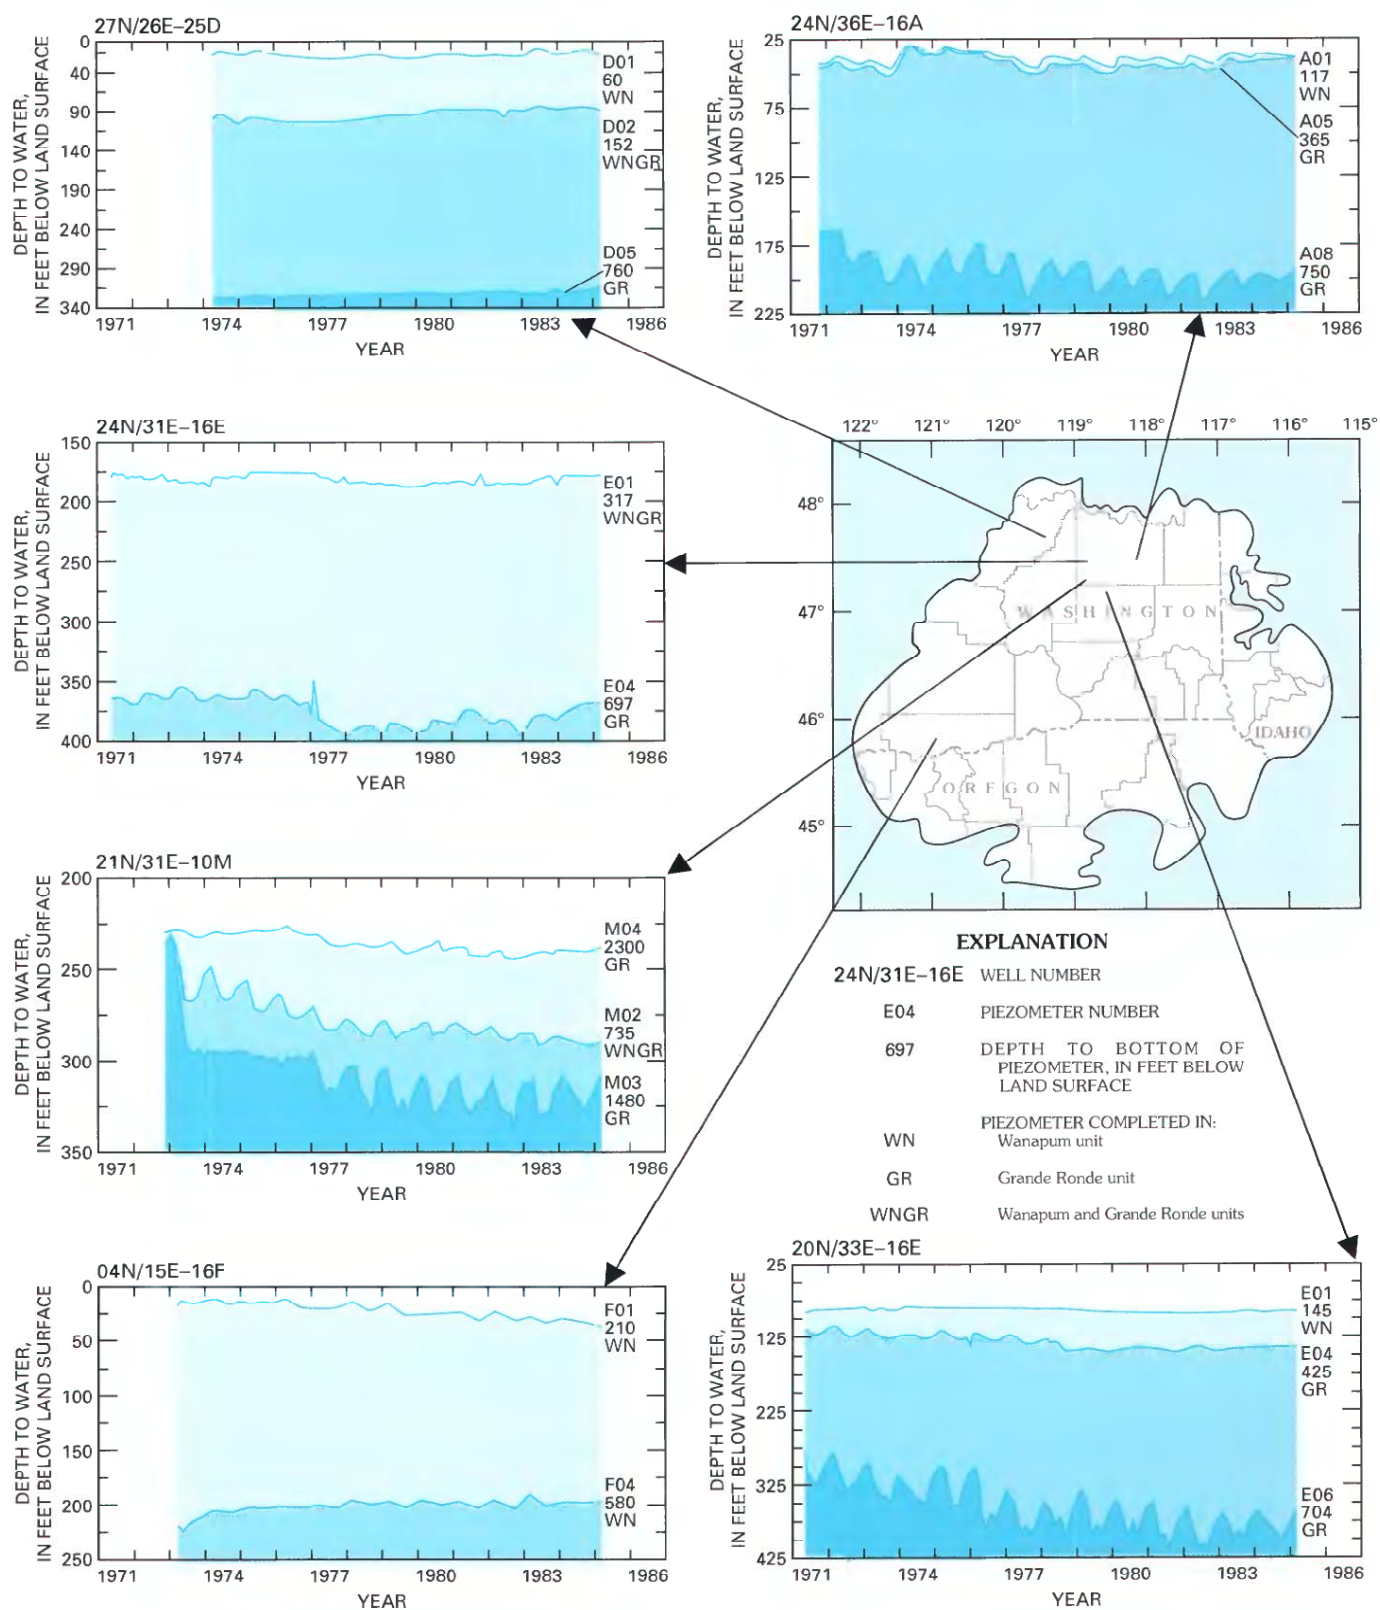 27N/26E–25D
DEPTH TO WATER,
IN FEET BELOW LAND SURFACE
0
40
90
140
190
240
290
340
D01
60
WN
D02
152
WNGR
D05
760
GR
1971 1974 1977 1980 1983 1986
YEAR
24N/36E–16A
DEPTH TO WATER,
IN FEET BELOW LAND SURFACE
25
75
125
175
225
A01
117
WN
A05
365
GR
A08
750
GR
1971 1974 1977 1980 1983 1986
YEAR
24N/31E–16E
DEPTH TO WATER,
IN FEET BELOW LAND SURFACE
150
200
250
300
350
400
E01
317
WNGR
E04
697
GR
1971 1974 1977 1980 1983 1986
YEAR
122° 121° 120° 119° 118° 117° 116° 115°
48°
47°
46°
45°
WASHINGTON
IDAHO
OREGON
21N/31E–10M
DEPTH TO WATER,
IN FEET BELOW LAND SURFACE
200
250
300
350
M04
2300
GR
M02
735
WNGR
M03
1480
GR
1971 1974 1977 1980 1983 1986
YEAR
EXPLANATION
24N/31E–16E WELL NUMBER
E04 PIEZOMETER NUMBER
697 DEPTH TO BOTTOM OF
PIEZOMETER, IN FEET BELOW
LAND SURFACE
PIEZOMETER COMPLETED IN:
WN Wanapum unit
GR Grande Ronde unit
WNGR Wanapum and Grande Ronde units
04N/15E–16F
DEPTH TO WATER,
IN FEET BELOW LAND SURFACE
0
50
100
150
200
250
F01
210
WN
F04
580
WN
1971 1974 1977 1980 1983 1986
YEAR
20N/33E–16E
DEPTH TO WATER,
IN FEET BELOW LAND SURFACE
25
125
225
325
425
E01
145
WN
E04
425
GR
E06
704
GR
1971 1974 1977 1980 1983 1986
YEAR